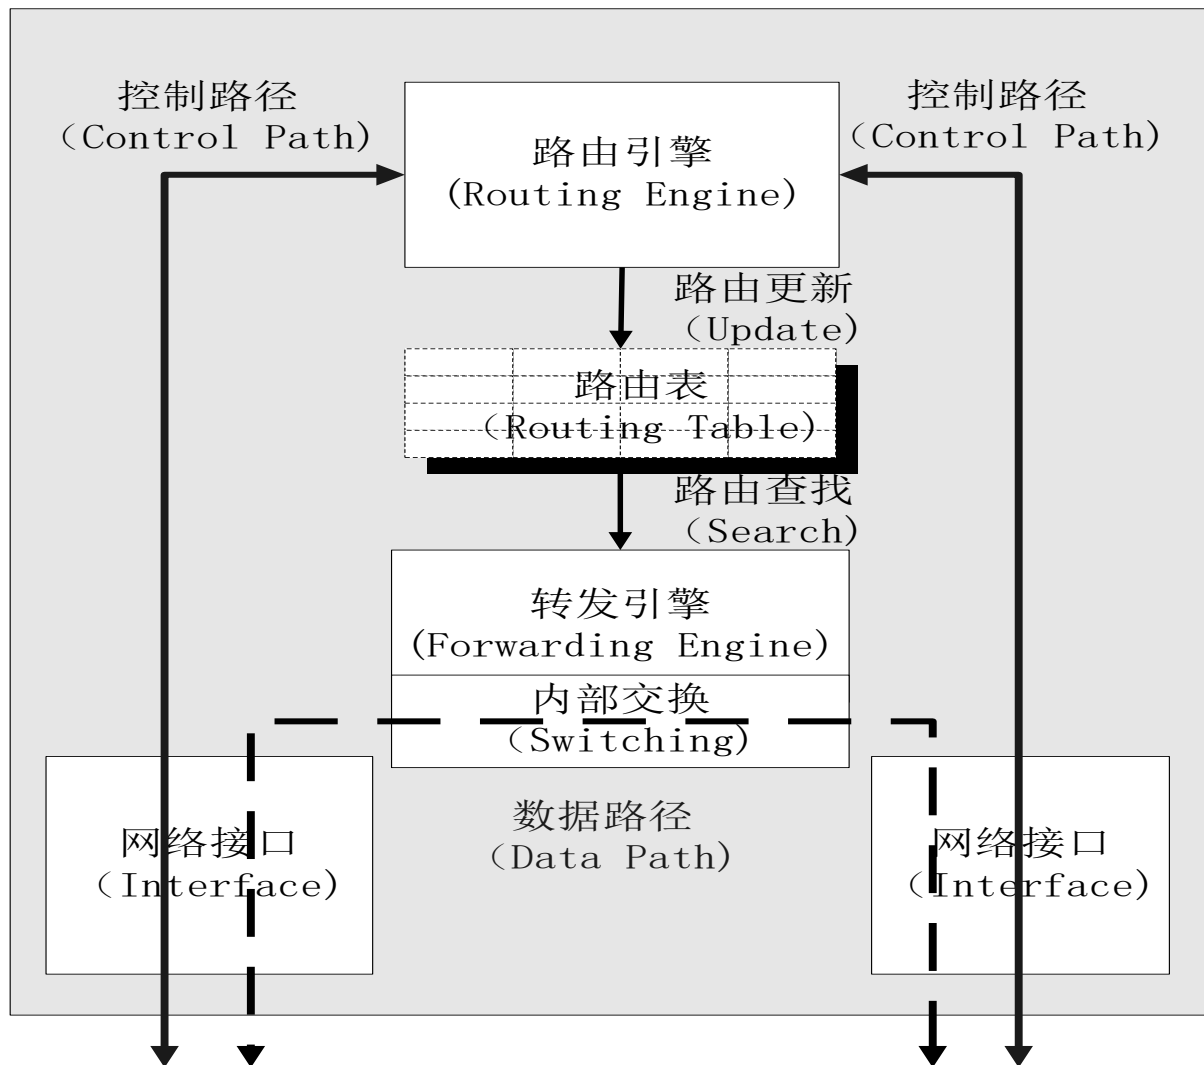 控制路径
（Control Path)
控制路径
（Control Path)
路由引擎
(Routing Engine)
路由更新
（Update)
路由表
（Routing Table)
路由查找
（Search)
转发引擎
(Forwarding Engine)
内部交换
（Switching)
数据路径
（Data Path)
网络接口
（Interface)
网络接口
（Interface)